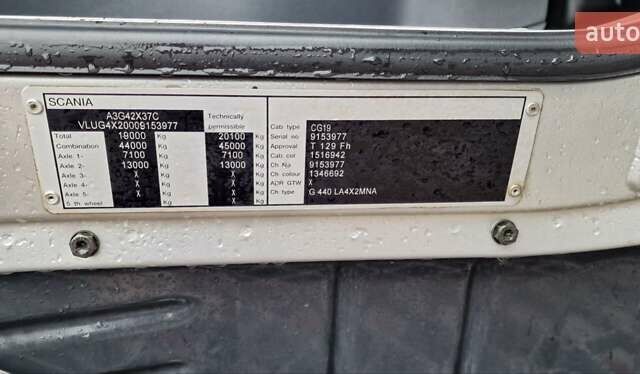 auto
SCANIA
A3G42X37C Technically
VLUG4X20009153977 permissible
Total 18000 Kg 20100 Kg
Combination 44000 Kg 45000 Kg
Axle 1- 7100 Kg 7100 Kg
Axle 2- 13000 Kg 13000 Kg
Axle 3- X Kg X Kg
Axle 4- X Kg X Kg
Axle 5- X Kg X Kg
5 th. wheel X Kg X Kg
Cab type CG19
Serial no 9153977
Approval T 129 Fh
Cab. cor 1516942
Ch No 9153977
Ch colour 1346692
ADR GTW X
Ch type X
G 440 LA4X2MNA